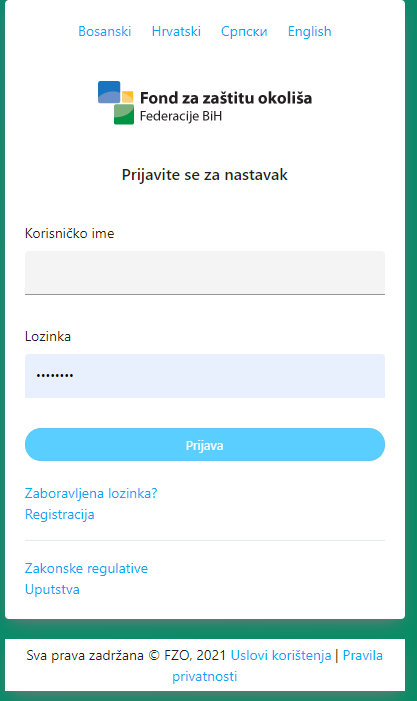 Bosanski Hrvatski Српски English
Fond za zaštitu okoliša
Federacije BiH
Prijavite se za nastavak
Korisničko ime
Lozinka
••••••••
Prijava
Zaboravljena lozinka?
Registracija
Zakonske regulative
Uputstva
Sva prava zadržana © FZO, 2021 Uslovi korištenja | Pravila
privatnosti